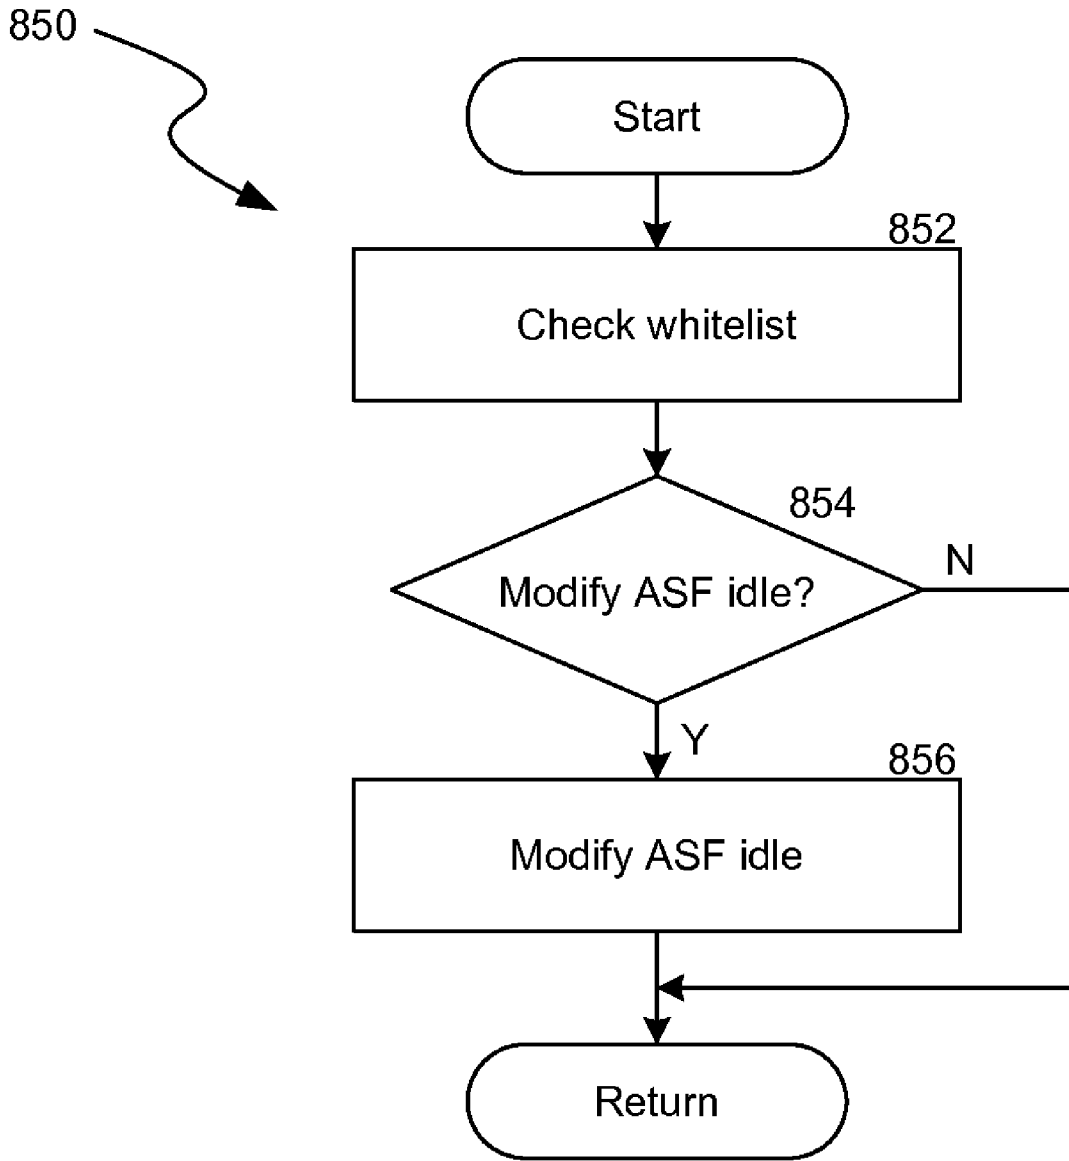 850
Start
852
Check whitelist
854
Modify ASF idle?
N
Y
856
Modify ASF idle
Return